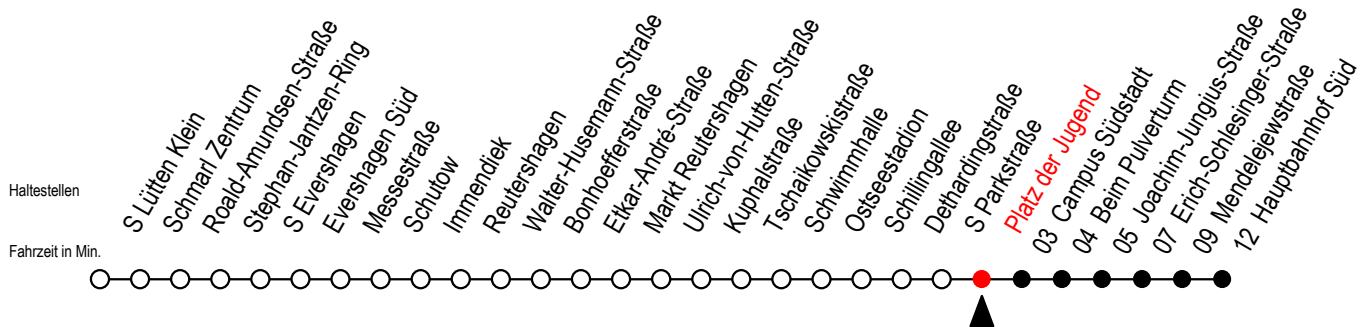 Haltestellen
Fahrzeit in Min.
S Lütten Klein
Schmarl Zentrum
Roald-Amundsen-Straße
Stephan-Jantzen-Ring
S Evershagen
Evershagen Süd
Messestraße
Schutow
Immendiek
Reutershagen
Walter-Husemann-Straße
Bonhoefferstraße
Etkar-André-Straße
Markt Reutershagen
Ulrich-von-Hutten-Straße
Kuphalstraße
Tschaikowskistraße
Schwimmhalle
Ostseestadion
Schillingallee
Dethardingstraße
S Parkstraße
Platz der Jugend
03 Campus Südstadt
04 Beim Pulverturm
05 Joachim-Jungius-Straße
07 Erich-Schlesinger-Straße
09 Mendelejewstraße
12 Hauptbahnhof Süd